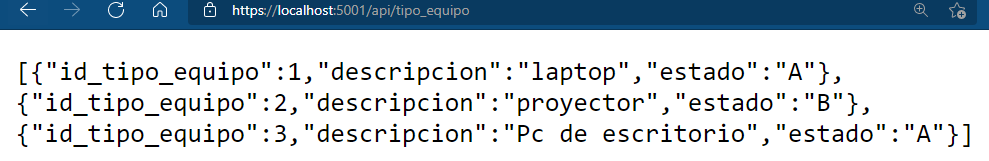 https://localhost:5001/api/tipo_equipo
[{"id_tipo_equipo":1,"descripcion":"laptop","estado":"A"},
{"id_tipo_equipo":2,"descripcion":"proyector","estado":"B"},
{"id_tipo_equipo":3,"descripcion":"Pc de escritorio","estado":"A"}]